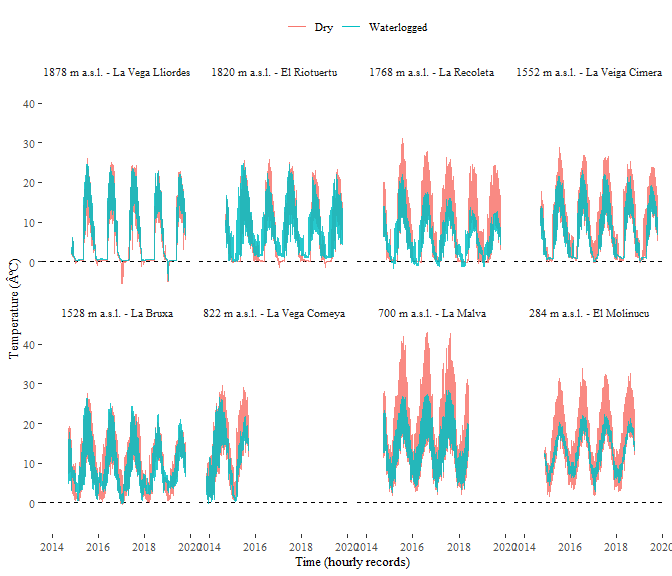 Dry Waterlogged
1878 m a.s.l. - La Vega Lliordes 1820 m a.s.l. - El Riotuertu 1768 m a.s.l. - La Recoleta 1552 m a.s.l. - La Veiga Cimera
40
30
20
10
0
Temperature (Â°C)
1528 m a.s.l. - La Bruxa 822 m a.s.l. - La Vega Comeya 700 m a.s.l. - La Malva 284 m a.s.l. - El Molinucu
40
30
20
10
0
2014 2016 2018 2020 2014 2016 2018 2020 2014 2016 2018 2020 2014 2016 2018 2020
Time (hourly records)